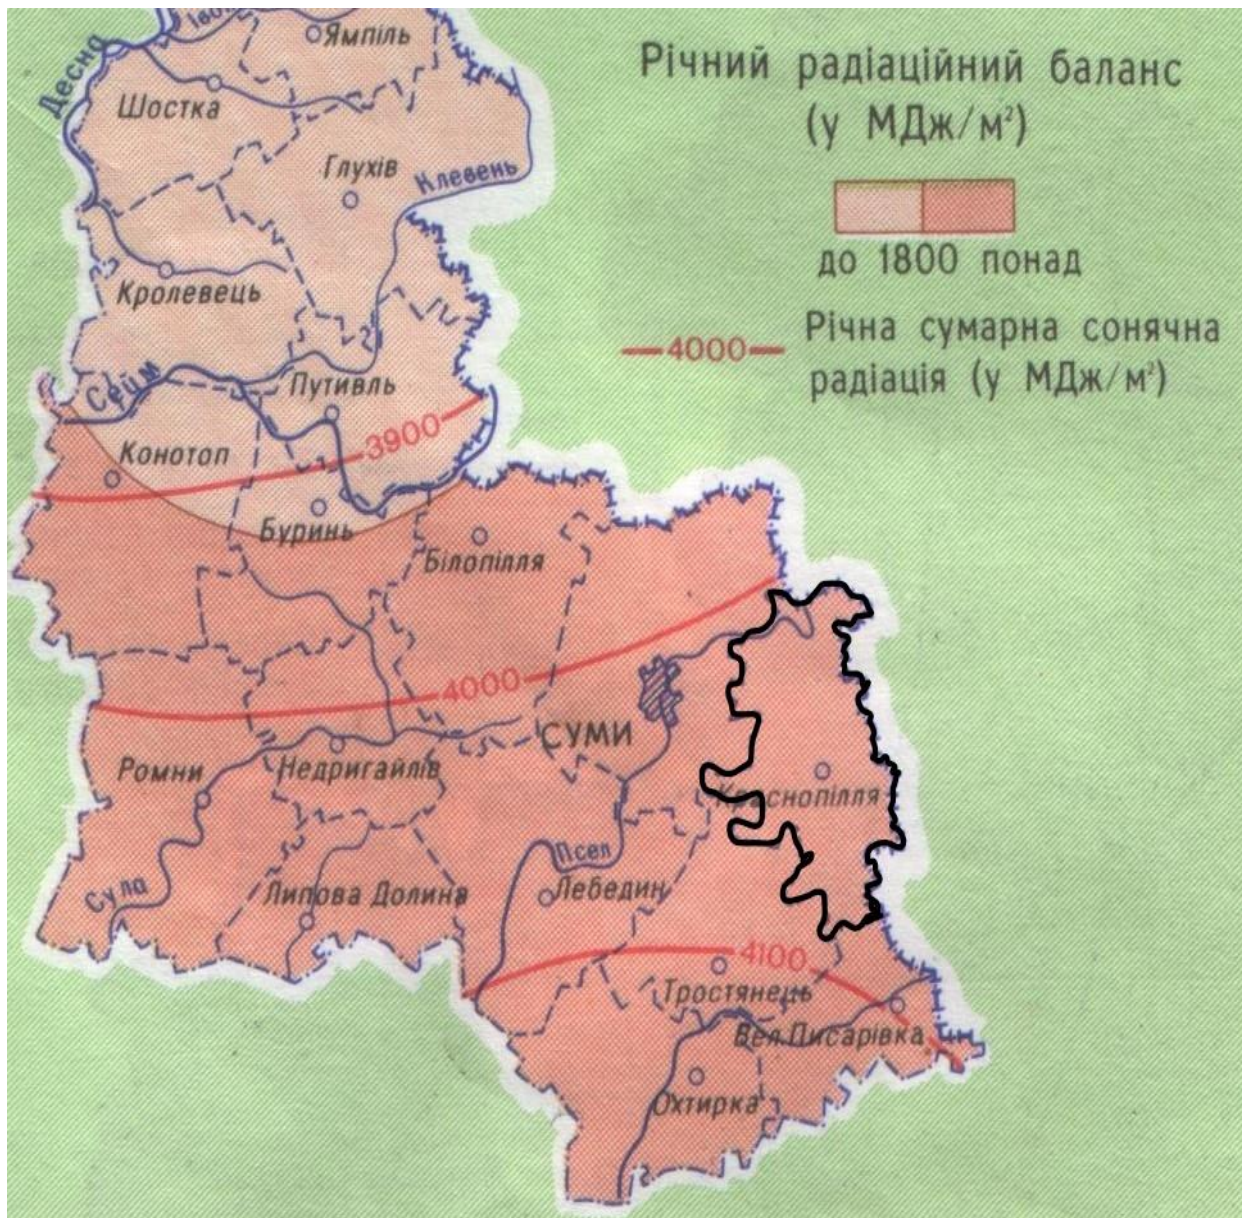 Івот
Ямпіль
Десна
Шостка
Глухів
Клевень
Кролевець
Сейм
Путивль
3900
Конотоп
Буринь
Білопілля
4000
СУМИ
Ромни
Недригайлів
Краснопілля
Псел
Сула
Липова Долина
Лебедин
4100
Тростянець
Вел.Писарівка
Охтирка
Річний радіаційний баланс
(у МДж/м²)
до 1800 понад
4000
Річна сумарна сонячна
радіація (у МДж/м²)